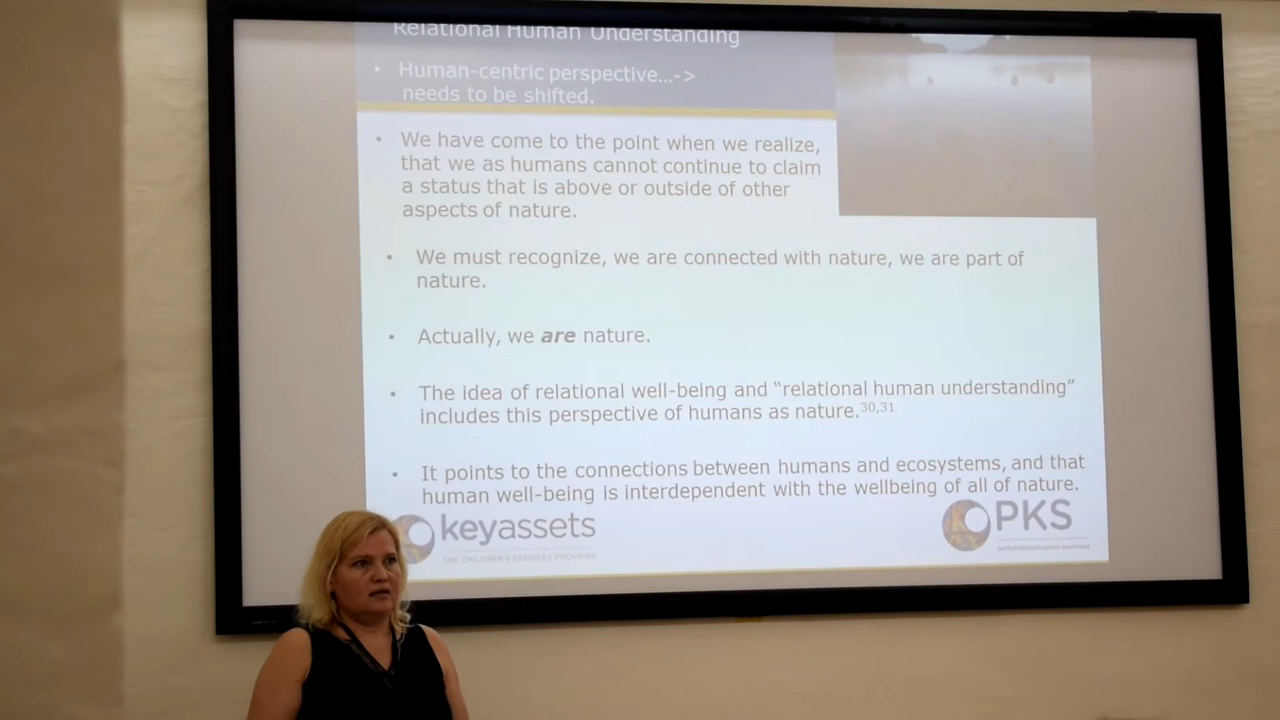 Relational Human Understanding
• Human-centric perspective...->
needs to be shifted.
• We have come to the point when we realize,
that we as humans cannot continue to claim
a status that is above or outside of other
aspects of nature.
• We must recognize, we are connected with nature, we are part of
nature.
• Actually, we are nature.
• The idea of relational well-being and “relational human understanding”
includes this perspective of humans as nature.30,31
• It points to the connections between humans and ecosystems, and that
human well-being is interdependent with the wellbeing of all of nature.
keyassets
THE CHILDREN'S SERVICES PROVIDER
PKS